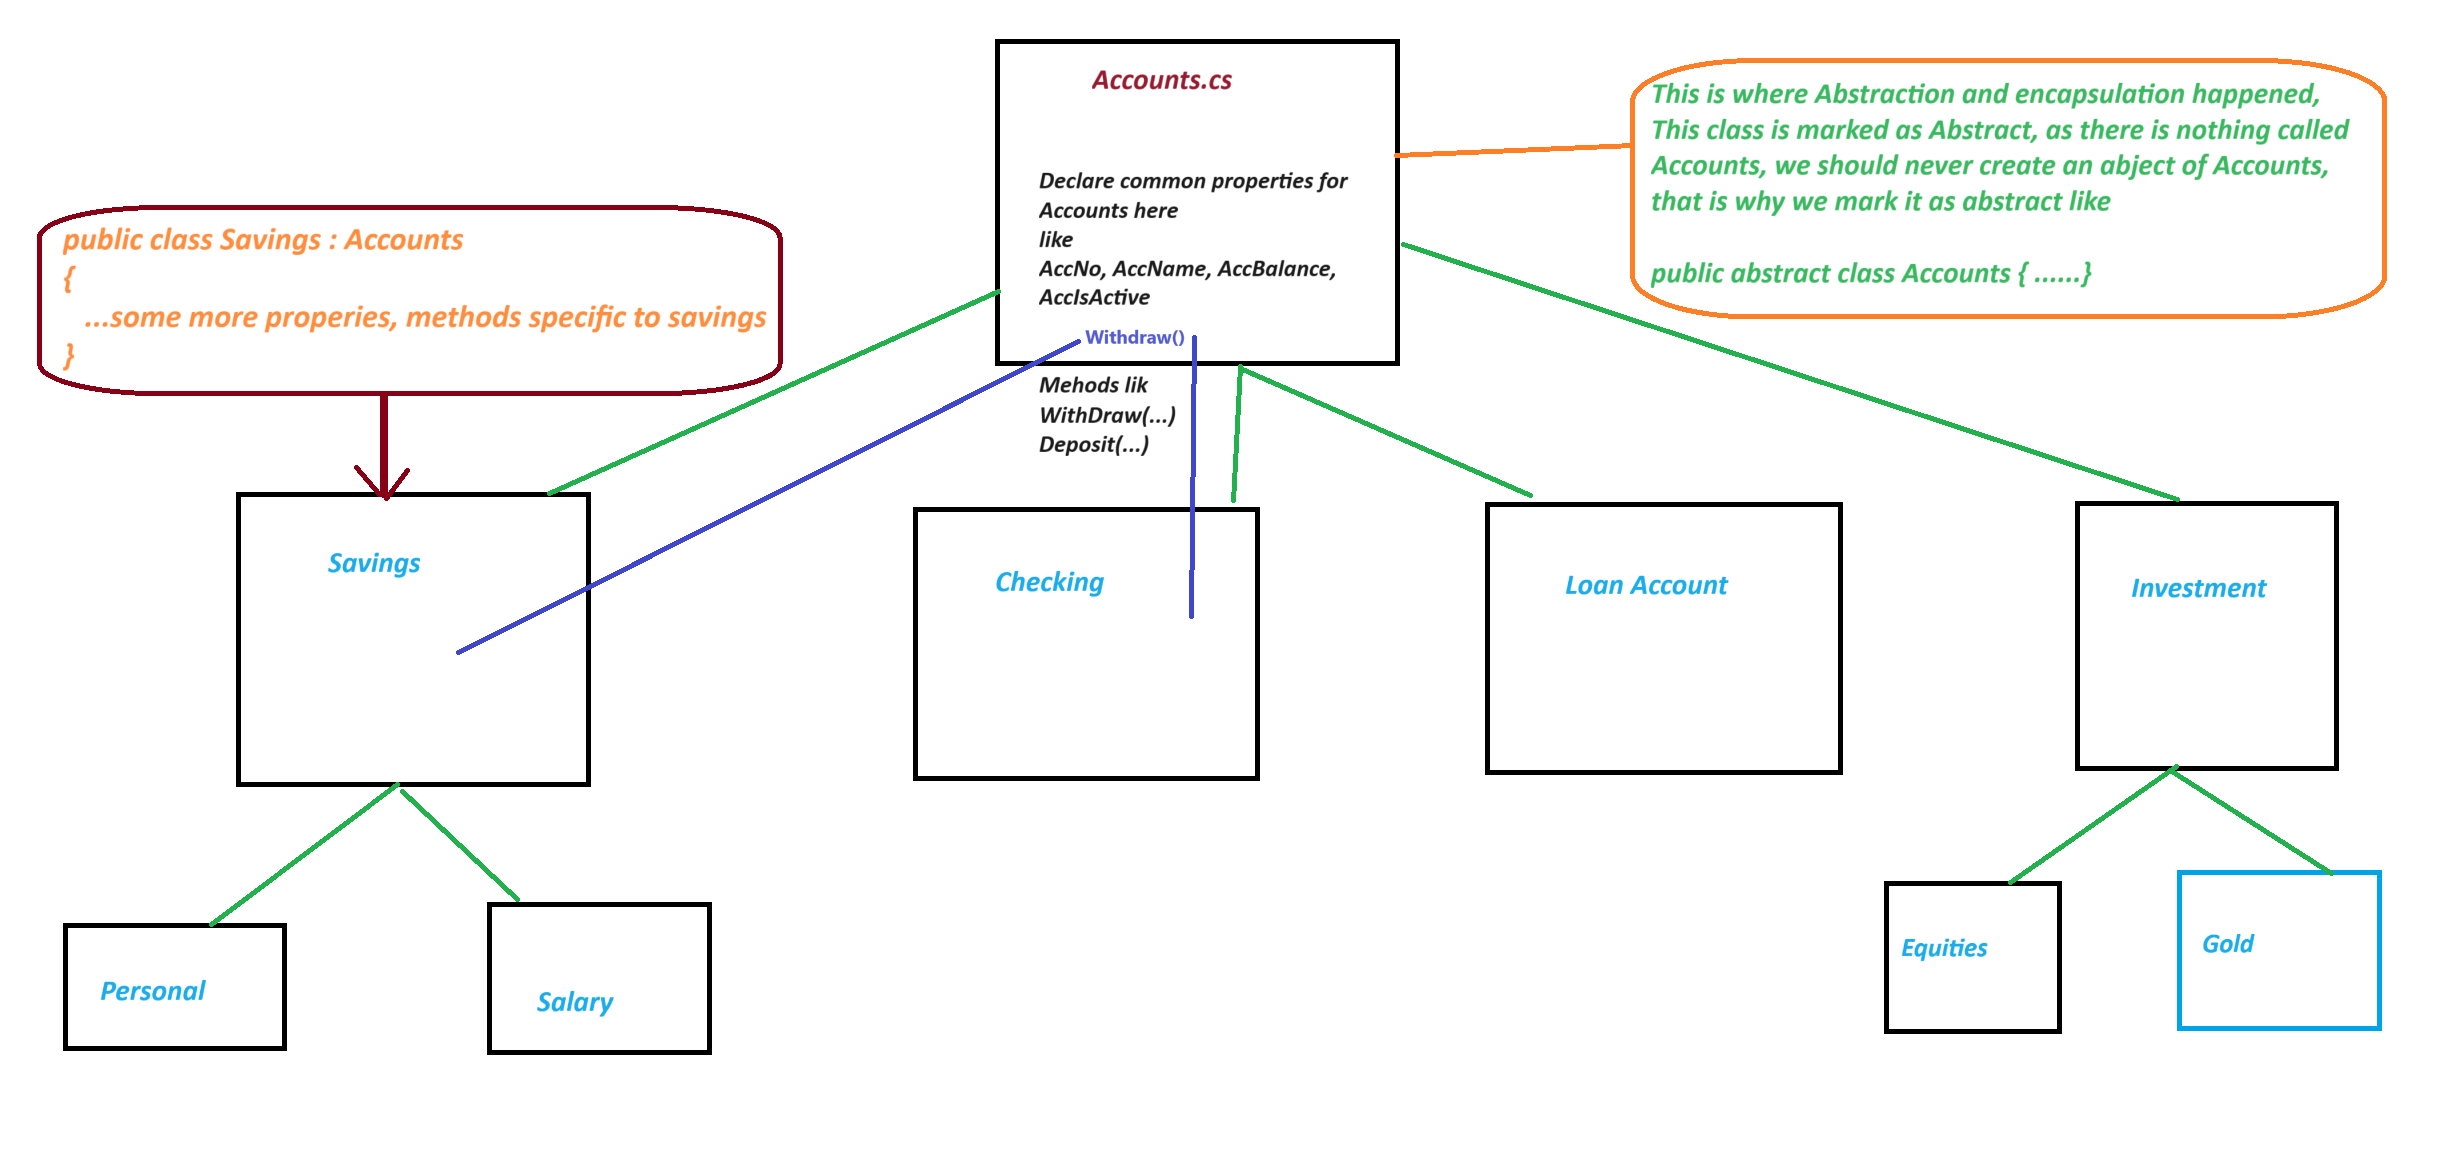 Accounts.cs
Declare common properties for
Accounts here
like
AccNo, AccName, AccBalance,
AccIsActive
Withdraw()
Mehods lik
WithDraw(...)
Deposit(...)
This is where Abstraction and encapsulation happened,
This class is marked as Abstract, as there is nothing called
Accounts, we should never create an abject of Accounts,
that is why we mark it as abstract like
public abstract class Accounts { ......}
public class Savings : Accounts
{
...some more properies, methods specific to savings
}
Savings
Checking
Loan Account
Investment
Personal
Salary
Equities
Gold